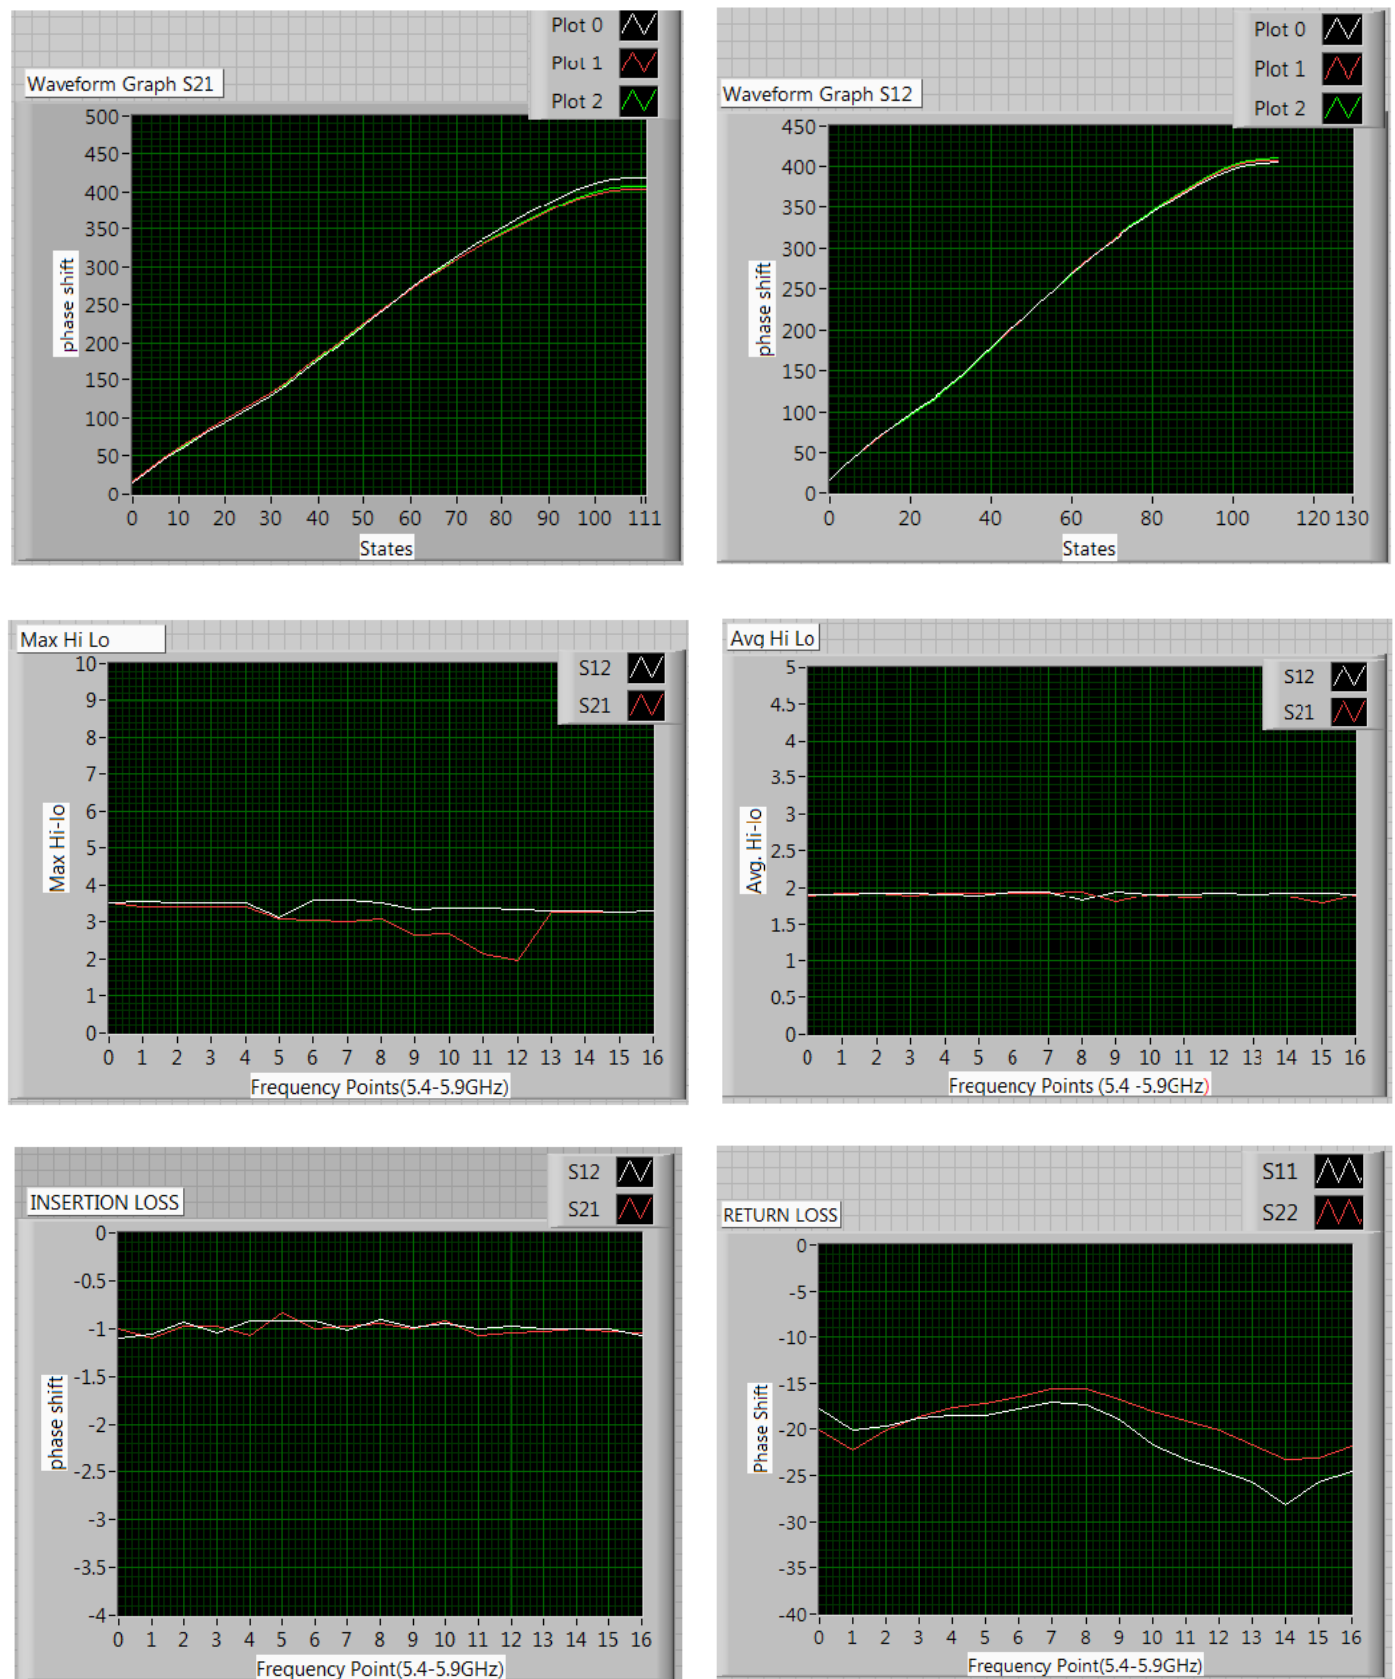 Plot 0
Plot 1
Plot 2
Waveform Graph S21
500
450
400
350
300
250
200
150
100
50
0
phase shift
0 10 20 30 40 50 60 70 80 90 100 111
States
Plot 0
Plot 1
Plot 2
Waveform Graph S12
450
400
350
300
250
200
150
100
50
0
phase shift
0 20 40 60 80 100 120 130
States
Max Hi Lo
S12
S21
10
9
8
7
6
5
4
3
2
1
0
Max Hi-lo
0 1 2 3 4 5 6 7 8 9 10 11 12 13 14 15 16
Frequency Points(5.4-5.9GHz)
Avg Hi Lo
S12
S21
5
4.5
4
3.5
3
2.5
2
1.5
1
0.5
0
Avg. Hi-lo
0 1 2 3 4 5 6 7 8 9 10 11 12 13 14 15 16
Frequency Points (5.4 -5.9GHz)
S12
S21
INSERTION LOSS
0
-0.5
-1
-1.5
-2
-2.5
-3
-3.5
-4
phase shift
0 1 2 3 4 5 6 7 8 9 10 11 12 13 14 15 16
Frequency Point(5.4-5.9GHz)
S11
S22
RETURN LOSS
0
-5
-10
-15
-20
-25
-30
-35
-40
Phase Shift
0 1 2 3 4 5 6 7 8 9 10 11 12 13 14 15 16
Frequency Point(5.4-5.9GHz)